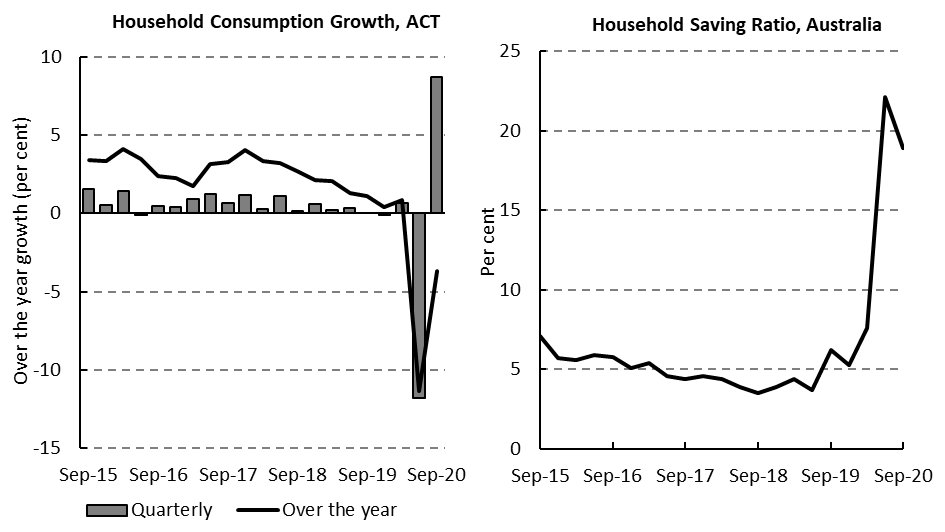 Household Consumption Growth, ACT
Over the year growth (per cent)
10
5
0
-5
-10
-15
Sep-15 Sep-16 Sep-17 Sep-18 Sep-19 Sep-20
Quarterly Over the year
Household Saving Ratio, Australia
Per cent
25
20
15
10
5
0
Sep-15 Sep-16 Sep-17 Sep-18 Sep-19 Sep-20